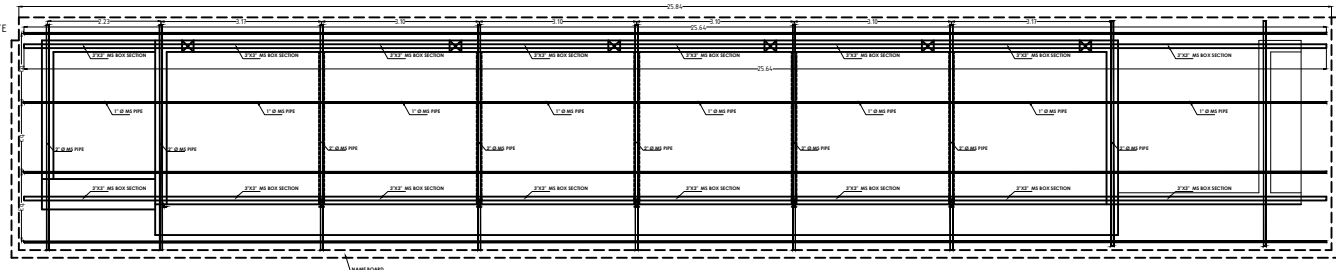 25.84
2.23 3.17 3.10 3.10 3.10 3.10 3.17
25.64
TE
3"X3" MS BOX SECTION 3"X3" MS BOX SECTION 3"X3" MS BOX SECTION 3"X3" MS BOX SECTION 3"X3" MS BOX SECTION 3"X3" MS BOX SECTION 3"X3" MS BOX SECTION 3"X3" MS BOX SECTION
25.64
1" Ø MS PIPE 1" Ø MS PIPE 1" Ø MS PIPE 1" Ø MS PIPE 1" Ø MS PIPE 1" Ø MS PIPE 1" Ø MS PIPE 1" Ø MS PIPE
2" Ø MS PIPE 2" Ø MS PIPE 2" Ø MS PIPE 2" Ø MS PIPE 2" Ø MS PIPE 2" Ø MS PIPE 2" Ø MS PIPE 2" Ø MS PIPE
3"X3" MS BOX SECTION 3"X3" MS BOX SECTION 3"X3" MS BOX SECTION 3"X3" MS BOX SECTION 3"X3" MS BOX SECTION 3"X3" MS BOX SECTION 3"X3" MS BOX SECTION 3"X3" MS BOX SECTION
NAME BOARD